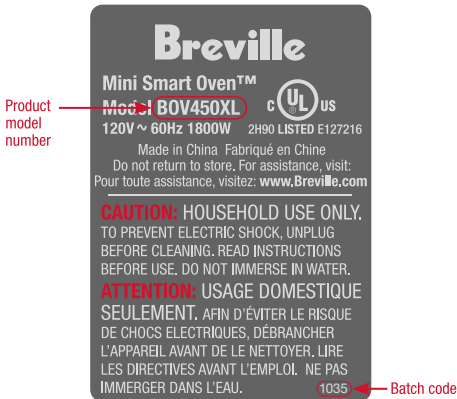 Breville
Mini Smart Oven™
Model BOV450XL
120V ~ 60Hz 1800W
C UL US
2H90 LISTED E127216
Made in China Fabriqué en Chine
Do not return to store. For assistance, visit:
Pour toute assistance, visitez: www.Breville.com
CAUTION: HOUSEHOLD USE ONLY.
TO PREVENT ELECTRIC SHOCK, UNPLUG
BEFORE CLEANING. READ INSTRUCTIONS
BEFORE USE. DO NOT IMMERSE IN WATER.
ATTENTION: USAGE DOMESTIQUE
SEULEMENT. AFIN D'ÉVITER LE RISQUE
DE CHOCS ELECTRIQUES, DÉBRANCHER
L'APPAREIL AVANT DE LE NETTOYER. LIRE
LES DIRECTIVES AVANT L'EMPLOI. NE PAS
IMMERGER DANS L'EAU.
1035
Product
model
number
Batch code